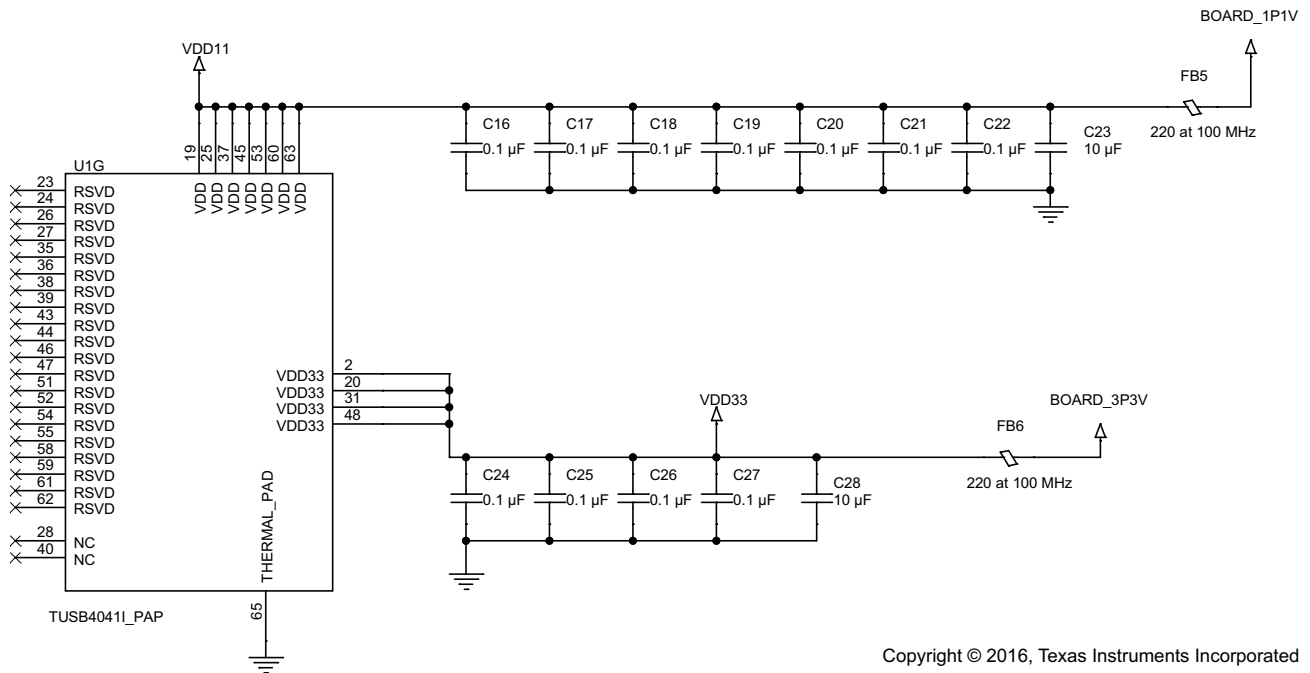 BOARD_1P1V
VDD11
FB5
220 at 100 MHz
C16
0.1 µF
C17
0.1 µF
C18
0.1 µF
C19
0.1 µF
C20
0.1 µF
C21
0.1 µF
C22
0.1 µF
C23
10 µF
19
25
37
45
53
60
63
U1G
VDD
VDD
VDD
VDD
VDD
VDD
VDD
23 RSVD
24 RSVD
26 RSVD
27 RSVD
35 RSVD
36 RSVD
38 RSVD
39 RSVD
43 RSVD
44 RSVD
46 RSVD
47 RSVD
51 RSVD
52 RSVD
54 RSVD
55 RSVD
58 RSVD
59 RSVD
61 RSVD
62 RSVD
28 NC
40 NC
VDD33 2
VDD33 20
VDD33 31
VDD33 48
THERMAL_PAD
65
TUSB4041I_PAP
VDD33
BOARD_3P3V
FB6
220 at 100 MHz
C24
0.1 µF
C25
0.1 µF
C26
0.1 µF
C27
0.1 µF
C28
10 µF
Copyright © 2016, Texas Instruments Incorporated